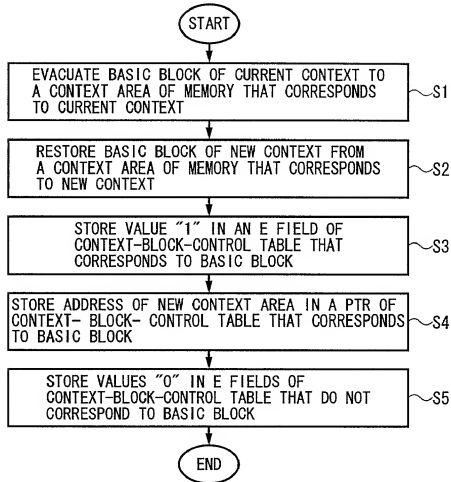 START
EVACUATE BASIC BLOCK OF CURRENT CONTEXT TO
A CONTEXT AREA OF MEMORY THAT CORRESPONDS
TO CURRENT CONTEXT
S1
RESTORE BASIC BLOCK OF NEW CONTEXT FROM
A CONTEXT AREA OF MEMORY THAT CORRESPONDS
TO NEW CONTEXT
S2
STORE VALUE "1" IN AN E FIELD OF
CONTEXT-BLOCK-CONTROL TABLE THAT
CORRESPONDS TO BASIC BLOCK
S3
STORE ADDRESS OF NEW CONTEXT AREA IN A PTR OF
CONTEXT- BLOCK- CONTROL TABLE THAT CORRESPONDS
TO BASIC BLOCK
S4
STORE VALUES "0" IN E FIELDS OF
CONTEXT-BLOCK-CONTROL TABLE THAT DO NOT
CORRESPOND TO BASIC BLOCK
S5
END